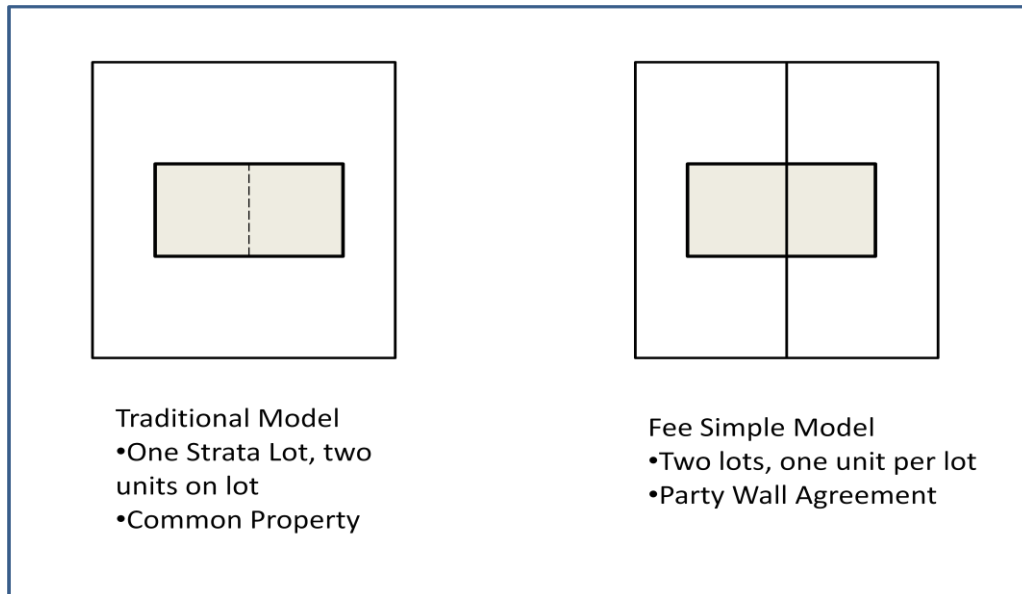 Traditional Model
•One Strata Lot, two
units on lot
•Common Property
Fee Simple Model
•Two lots, one unit per lot
•Party Wall Agreement